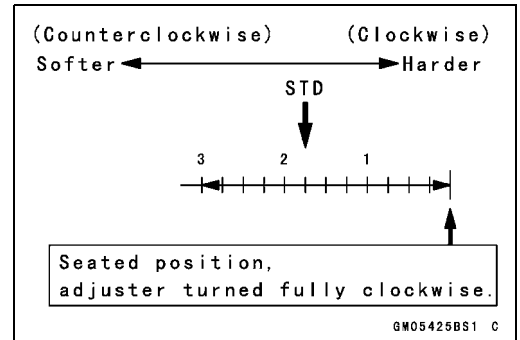 (Counterclockwise) (Clockwise)
Softer Harder
STD
3 2 1
Seated position,
adjuster turned fully clockwise.
GM05425BS1 C